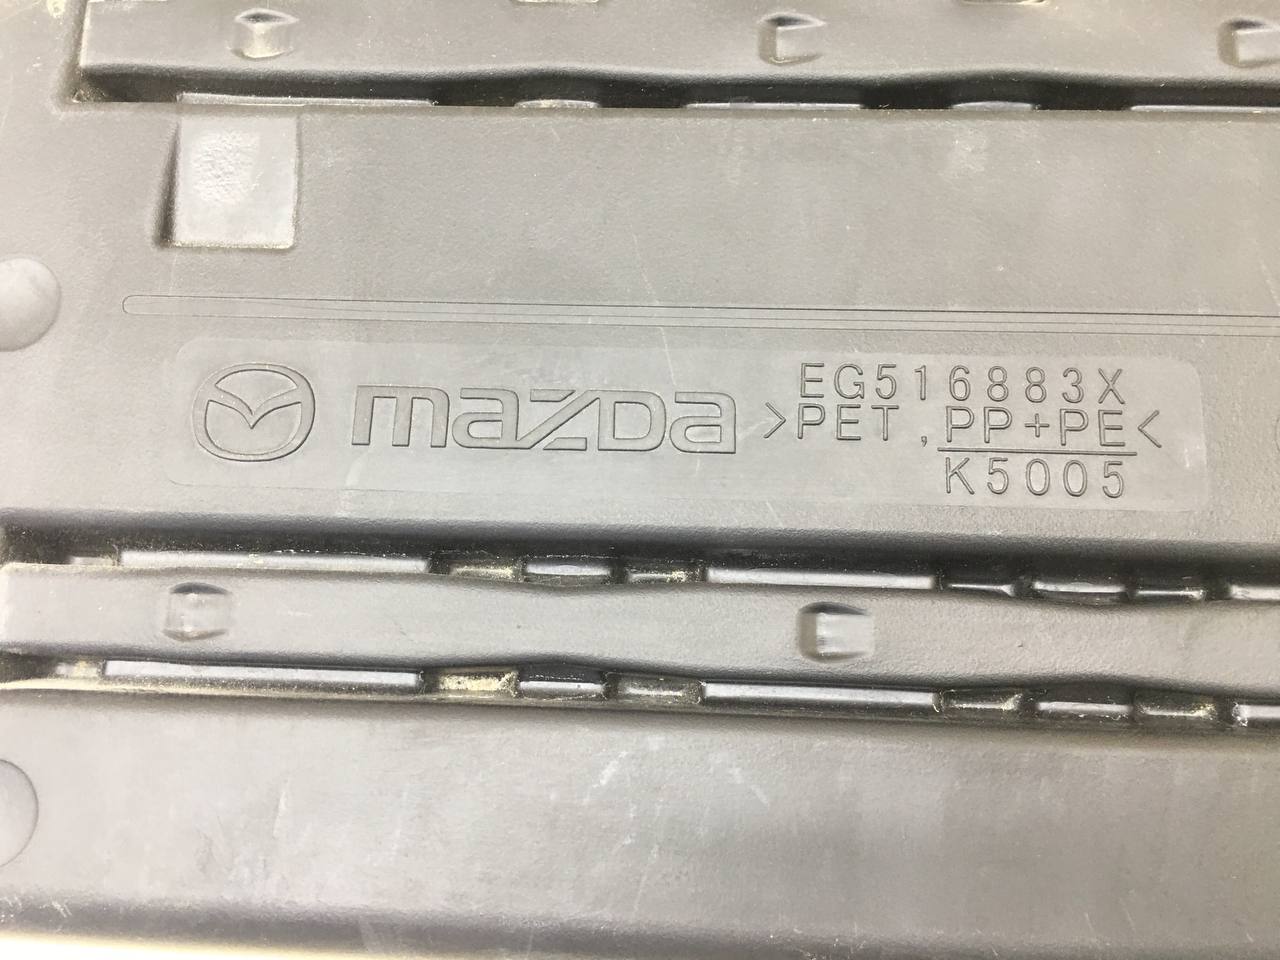 mazda
EG516883X
>PET,PP+PE<
K5005